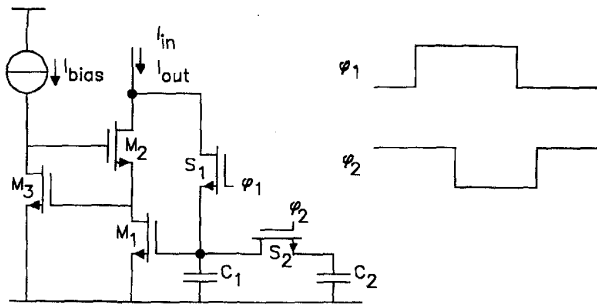 I_in
I_out
I_bias
M_2
S_1
φ_1
M_3
M_1
φ_2
S_2
C_1
C_2
φ_1
φ_2